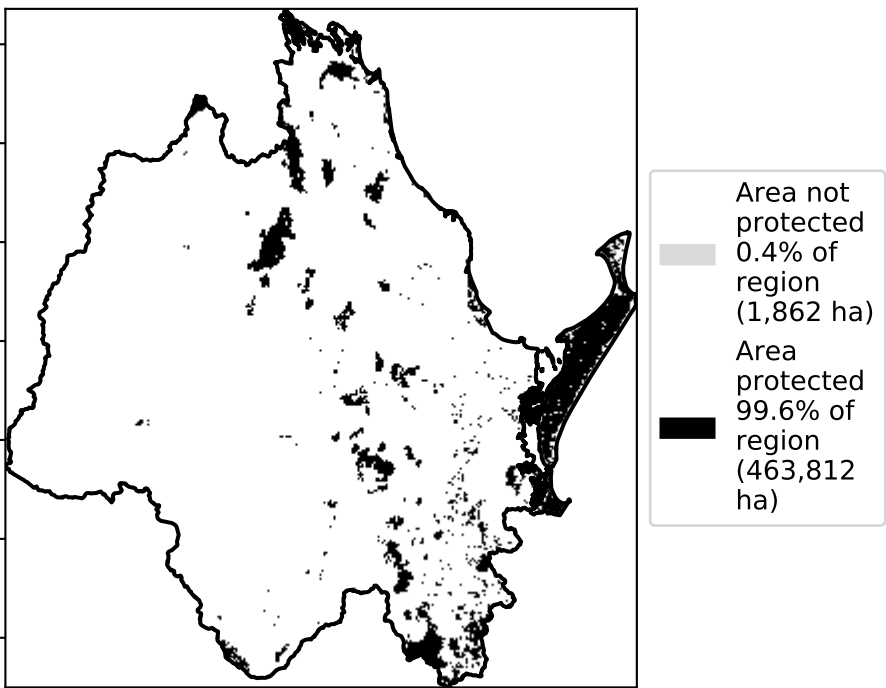 Area not
protected
0.4% of
region
(1,862 ha)
Area
protected
99.6% of
region
(463,812
ha)